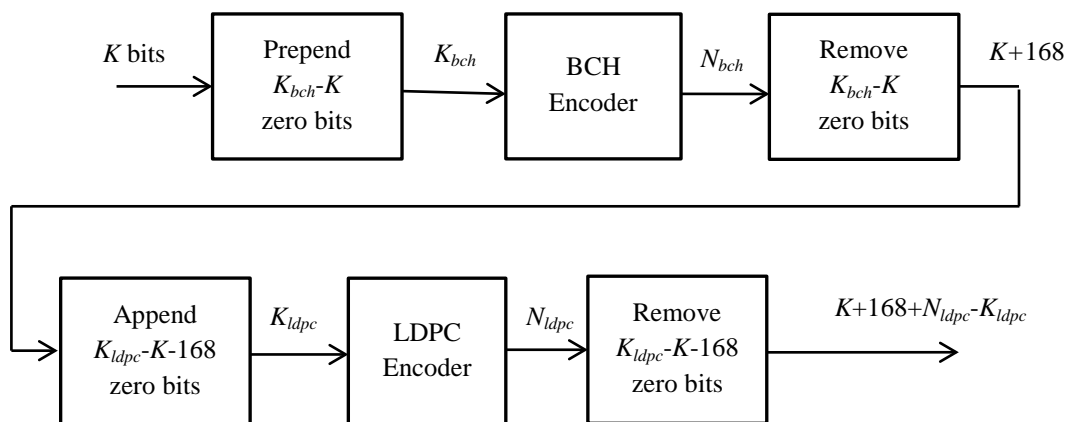 K bits
Prepend
K_bch-K
zero bits
K_bch
BCH
Encoder
N_bch
Remove
K_bch-K
zero bits
K+168
Append
K_ldpc-K-168
zero bits
K_ldpc
LDPC
Encoder
N_ldpc
Remove
K_ldpc-K-168
zero bits
K+168+N_ldpc-K_ldpc